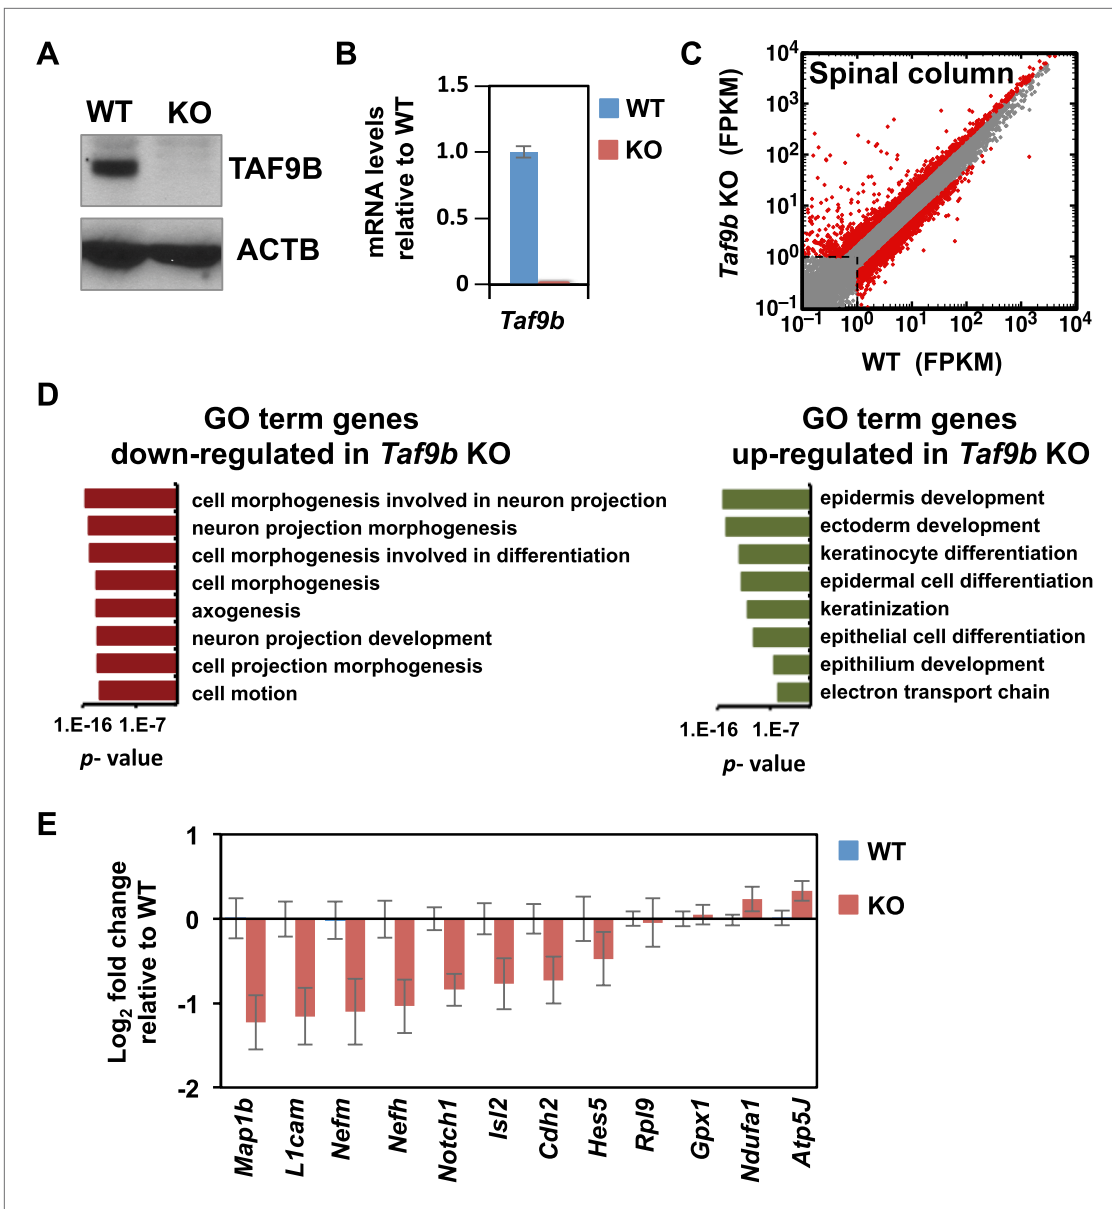 A
WT KO
TAF9B
ACTB
B
mRNA levels
relative to WT
1.5
1.0
0.5
0
Taf9b
WT
KO
C
Spinal column
Taf9b KO (FPKM)
10^4
10^3
10^2
10^1
10^0
10^-1
10^-1 10^0 10^1 10^2 10^3 10^4
WT (FPKM)
D
GO term genes
down-regulated in Taf9b KO
cell morphogenesis involved in neuron projection
neuron projection morphogenesis
cell morphogenesis involved in differentiation
cell morphogenesis
axogenesis
neuron projection development
cell projection morphogenesis
cell motion
1.E-16 1.E-7
p- value
GO term genes
up-regulated in Taf9b KO
epidermis development
ectoderm development
keratinocyte differentiation
epidermal cell differentiation
keratinization
epithelial cell differentiation
epithilium development
electron transport chain
1.E-16 1.E-7
p- value
E
Log2 fold change
relative to WT
1
0
-1
-2
Map1b
L1cam
Nefm
Nefh
Notch1
Isl2
Cdh2
Hes5
Rpl9
Gpx1
Ndufa1
Atp5J
WT
KO